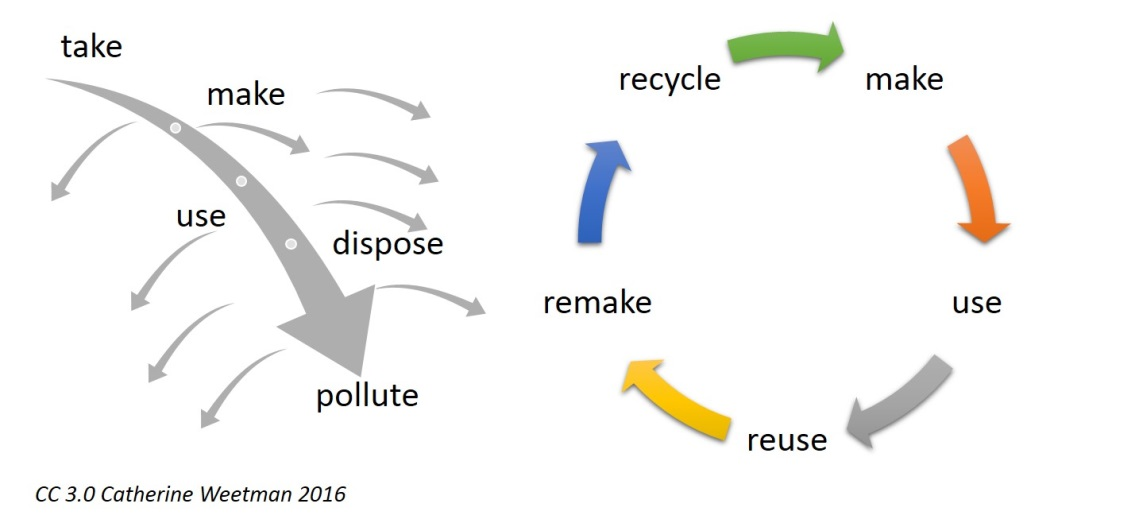 take
make
use
dispose
pollute
recycle
make
use
reuse
remake
CC 3.0 Catherine Weetman 2016